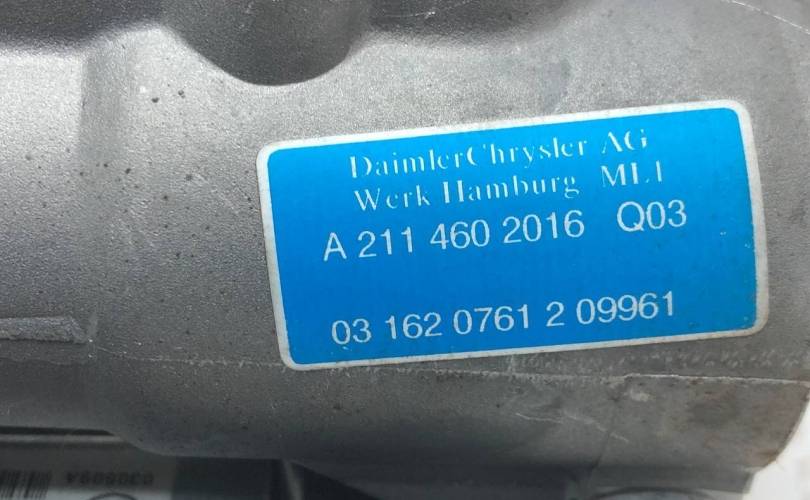 DaimlerChrysler AG
Werk Hamburg ML1
A 211 460 2016 Q03
03 162 0761 2 09961